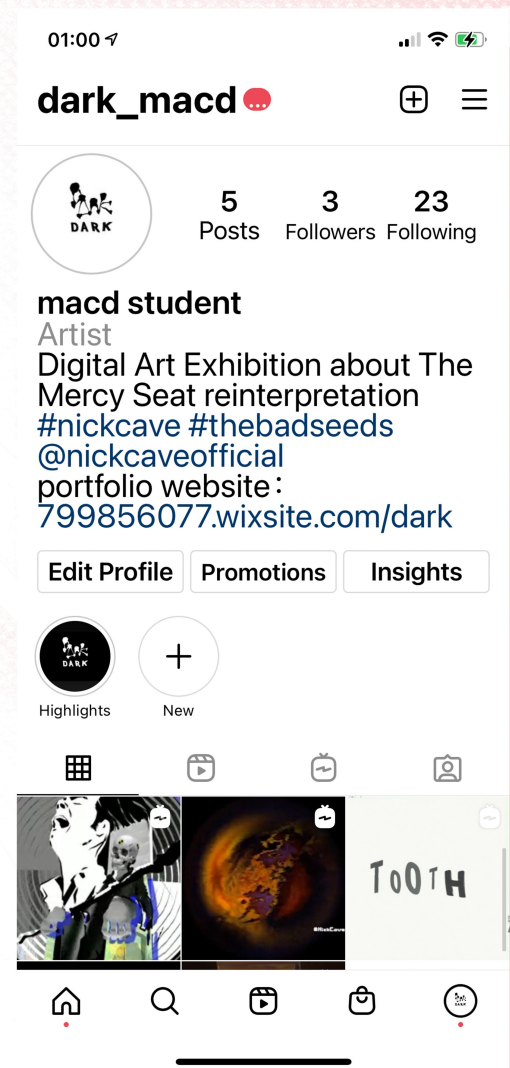 01:00
dark_macd
DARK
5 3 23
Posts Followers Following
macd student
Artist
Digital Art Exhibition about The
Mercy Seat reinterpretation
#nickcave #thebadseeds
@nickcaveofficial
portfolio website:
799856077.wixsite.com/dark
Edit Profile Promotions Insights
DARK
Highlights New
TOOTH
#NickCave